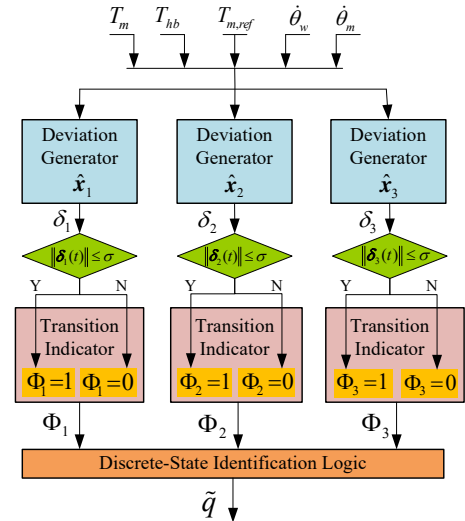 T_m T_hb T_m,ref θ̇_w θ̇_m
Deviation Generator x̂_1
Deviation Generator x̂_2
Deviation Generator x̂_3
δ_1 δ_2 δ_3
‖δ_1(t)‖ ≤ σ ‖δ_2(t)‖ ≤ σ ‖δ_3(t)‖ ≤ σ
Y N Y N Y N
Transition Indicator
Φ_1=1 Φ_1=0
Transition Indicator
Φ_2=1 Φ_2=0
Transition Indicator
Φ_3=1 Φ_3=0
Φ_1 Φ_2 Φ_3
Discrete-State Identification Logic
q̃